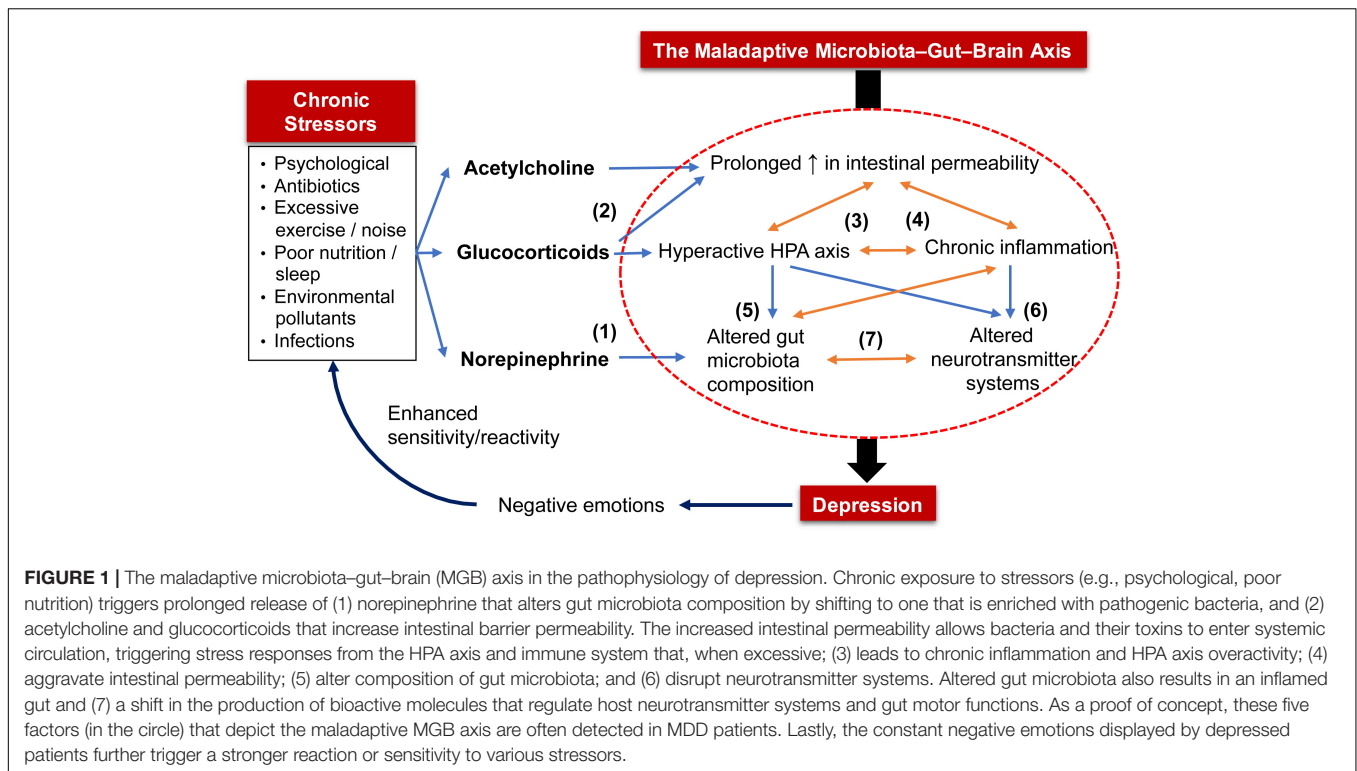 The Maladaptive Microbiota–Gut–Brain Axis
Chronic
Stressors
• Psychological
• Antibiotics
• Excessive
exercise / noise
• Poor nutrition /
sleep
• Environmental
pollutants
• Infections
Acetylcholine
(2)
Glucocorticoids
(1)
Norepinephrine
Prolonged ↑ in intestinal permeability
(3)
(4)
Hyperactive HPA axis
Chronic inflammation
(5)
(6)
Altered gut
microbiota
composition
(7)
Altered
neurotransmitter
systems
Enhanced
sensitivity/reactivity
Negative emotions
Depression
FIGURE 1 | The maladaptive microbiota–gut–brain (MGB) axis in the pathophysiology of depression. Chronic exposure to stressors (e.g., psychological, poor
nutrition) triggers prolonged release of (1) norepinephrine that alters gut microbiota composition by shifting to one that is enriched with pathogenic bacteria, and (2)
acetylcholine and glucocorticoids that increase intestinal barrier permeability. The increased intestinal permeability allows bacteria and their toxins to enter systemic
circulation, triggering stress responses from the HPA axis and immune system that, when excessive; (3) leads to chronic inflammation and HPA axis overactivity; (4)
aggravate intestinal permeability; (5) alter composition of gut microbiota; and (6) disrupt neurotransmitter systems. Altered gut microbiota also results in an inflamed
gut and (7) a shift in the production of bioactive molecules that regulate host neurotransmitter systems and gut motor functions. As a proof of concept, these five
factors (in the circle) that depict the maladaptive MGB axis are often detected in MDD patients. Lastly, the constant negative emotions displayed by depressed
patients further trigger a stronger reaction or sensitivity to various stressors.